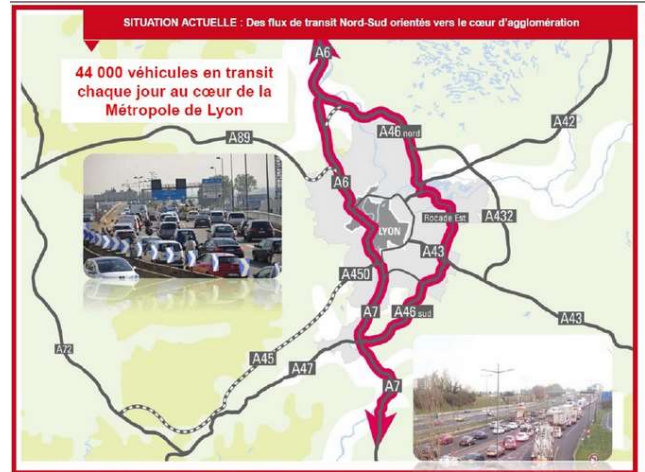 SITUATION ACTUELLE : Des flux de transit Nord-Sud orientés vers le cœur d'agglomération
44 000 véhicules en transit
chaque jour au cœur de la
Métropole de Lyon
A6
A46 nord
A42
A89
A6
Rocade Est
A432
LYON
A43
A450
A7
A46 sud
A43
A72
A45
A47
A7